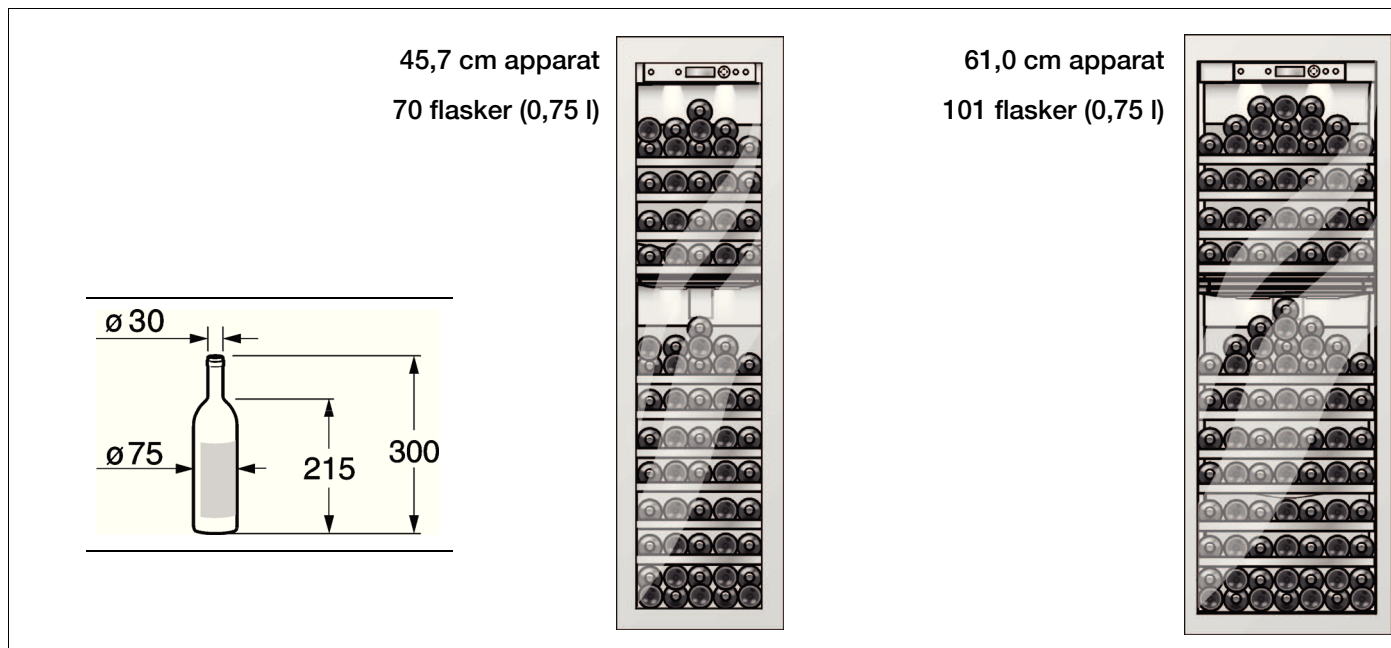 45,7 cm apparat
70 flasker (0,75 l)
61,0 cm apparat
101 flasker (0,75 l)
ø 30
ø 75
215
300